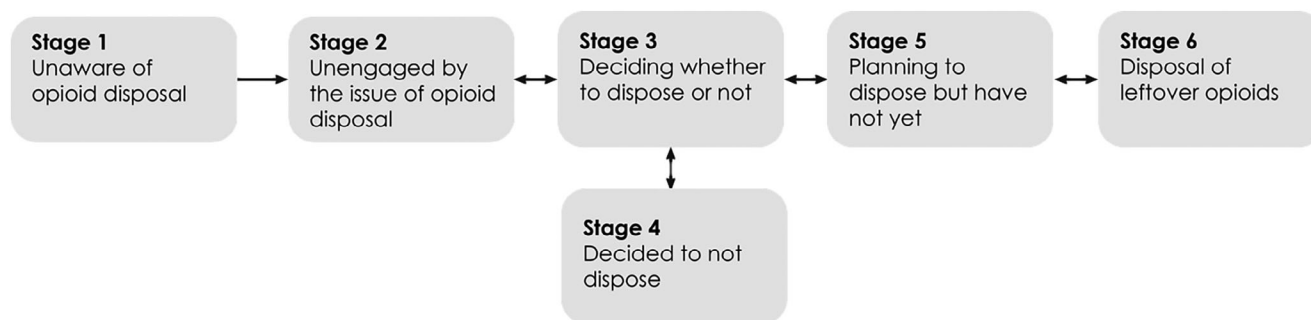 Stage 1
Unaware of
opioid disposal
Stage 2
Unengaged by
the issue of opioid
disposal
Stage 3
Deciding whether
to dispose or not
Stage 5
Planning to
dispose but have
not yet
Stage 6
Disposal of
leftover opioids
Stage 4
Decided to not
dispose